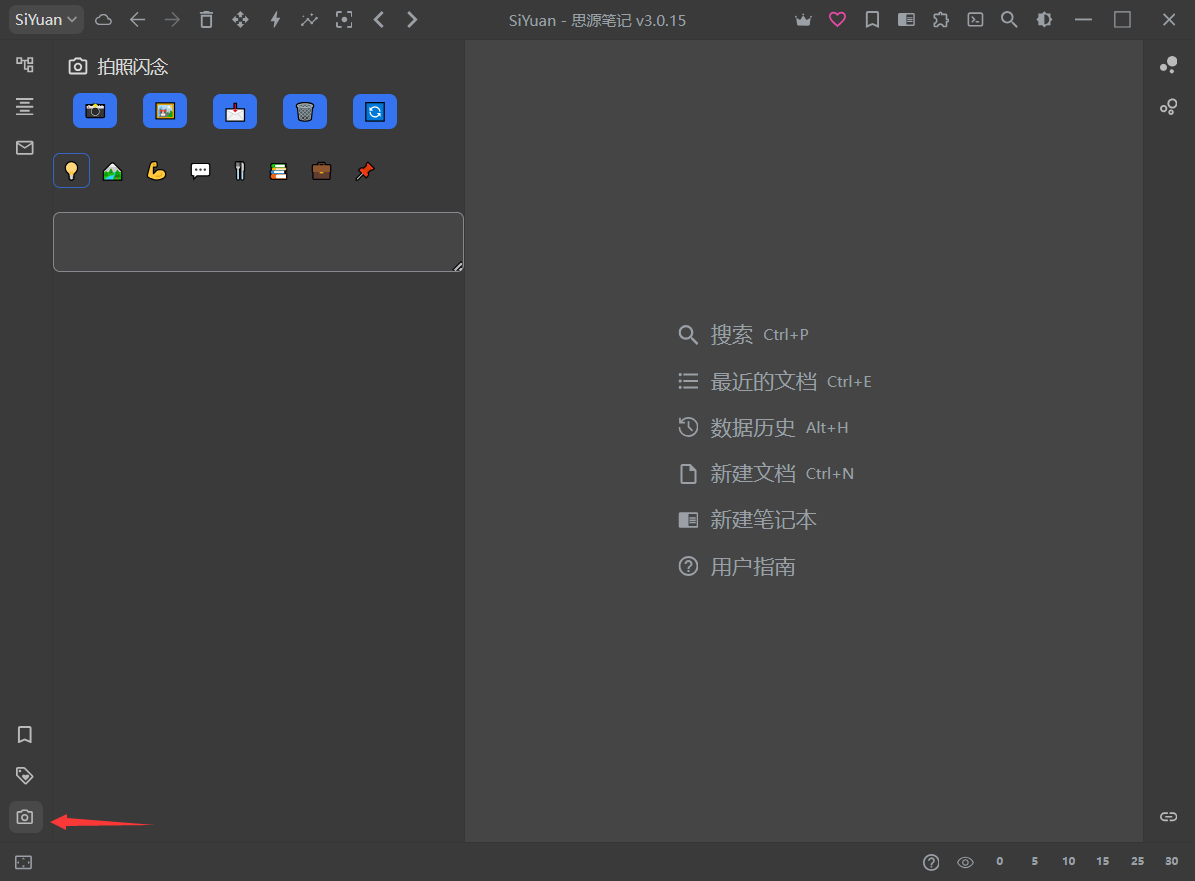 SiYuan
SiYuan - 思源笔记 v3.0.15
拍照闪念
搜索 Ctrl+P
最近的文档 Ctrl+E
数据历史 Alt+H
新建文档 Ctrl+N
新建笔记本
用户指南
0 5 10 15 25 30